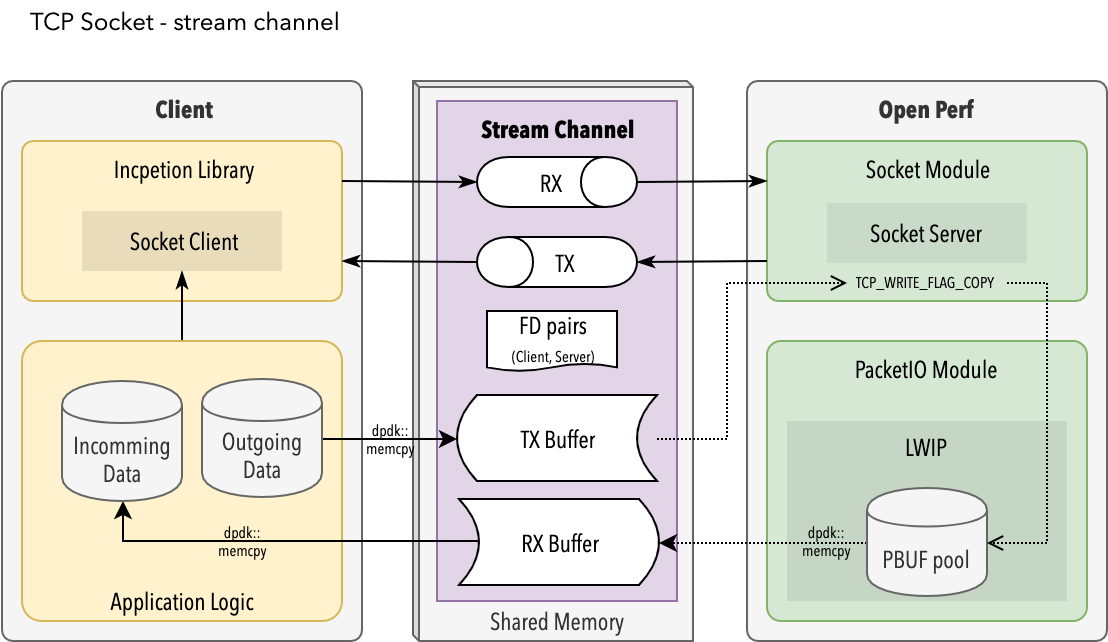 TCP Socket - stream channel
Client
Incpetion Library
Socket Client
Incomming
Data
Outgoing
Data
dpdk::
memcpy
dpdk::
memcpy
Application Logic
Stream Channel
RX
TX
FD pairs
(Client, Server)
TX Buffer
RX Buffer
Shared Memory
Open Perf
Socket Module
Socket Server
TCP_WRITE_FLAG_COPY
PacketIO Module
LWIP
dpdk::
memcpy
PBUF pool